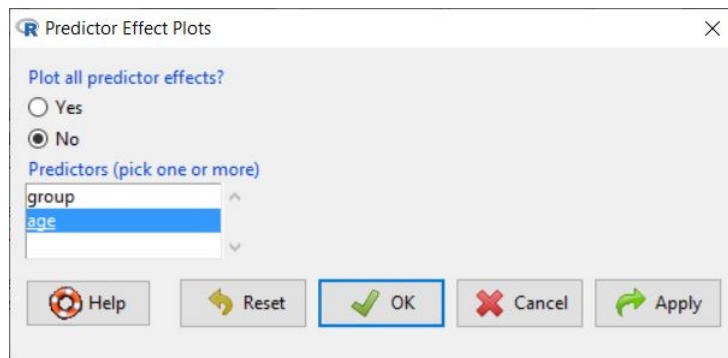 Predictor Effect Plots
Plot all predictor effects?
Yes
No
Predictors (pick one or more)
group
age
Help Reset OK Cancel Apply